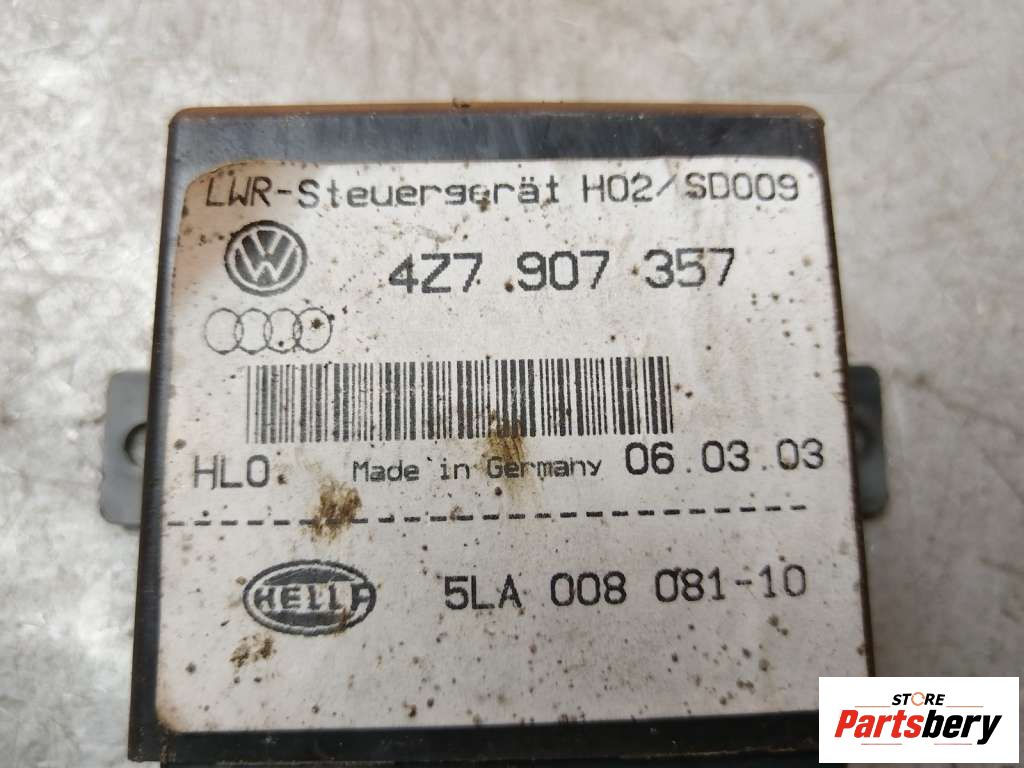 LWR-Steuergerät H02/SD009
4Z7 907 357
HLO
Made in Germany 06.03.03
HELLA
5LA 008 081-10
STORE
Partsbery